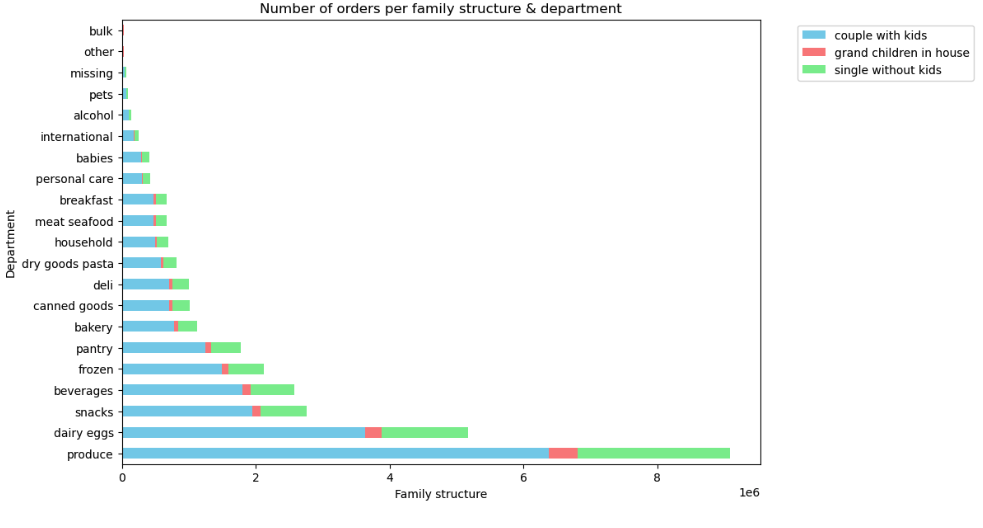 Number of orders per family structure & department
couple with kids
grand children in house
single without kids
Department
bulk
other
missing
pets
alcohol
international
babies
personal care
breakfast
meat seafood
household
dry goods pasta
deli
canned goods
bakery
pantry
frozen
beverages
snacks
dairy eggs
produce
0 2 4 6 8
1e6
Family structure